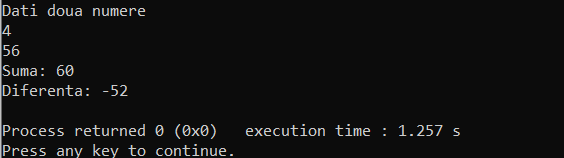 Dati doua numere
4
56
Suma: 60
Diferenta: -52
Process returned 0 (0x0)   execution time : 1.257 s
Press any key to continue.